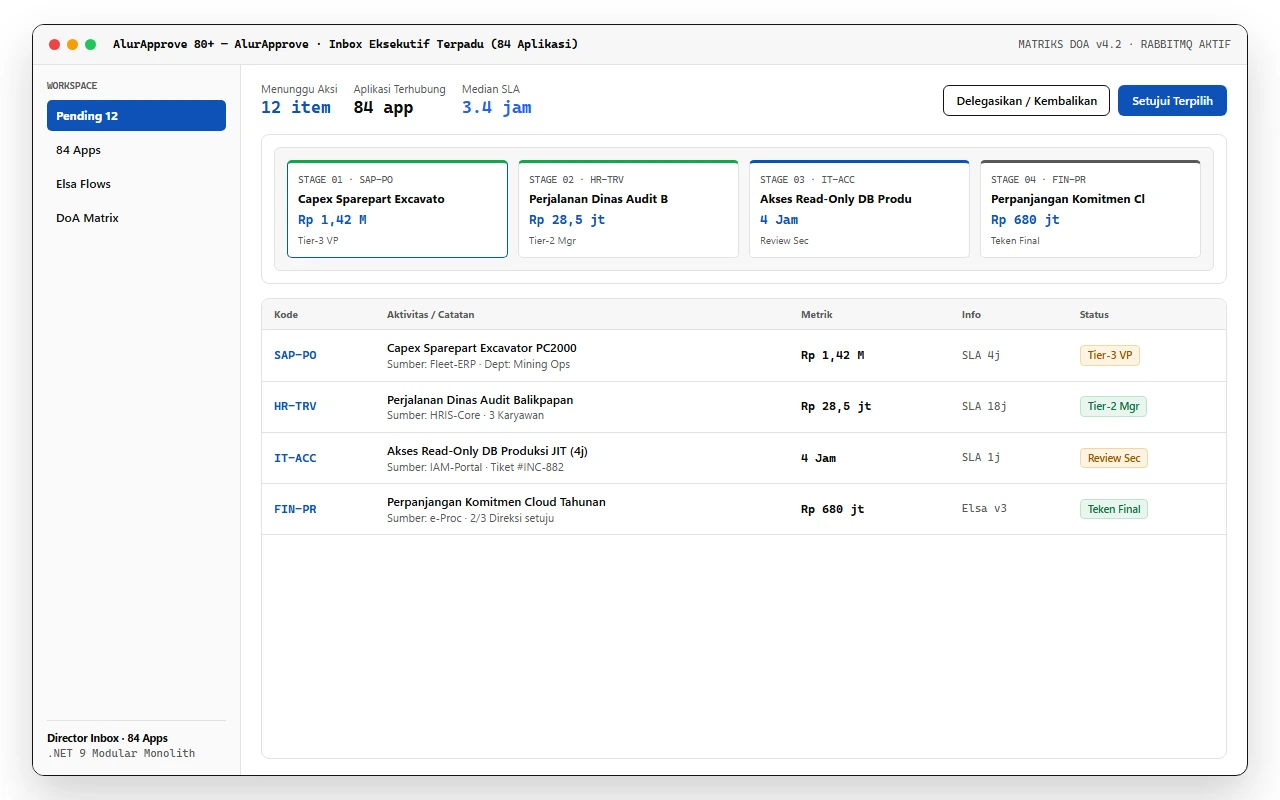 AlurApprove 80+ — AlurApprove · Inbox Eksekutif Terpadu (84 Aplikasi)
MATRIKS DOA v4.2 · RABBITMQ AKTIF
WORKSPACE
Pending 12
84 Apps
Elsa Flows
DoA Matrix
Director Inbox · 84 Apps
.NET 9 Modular Monolith
Menunggu Aksi
12 item
Aplikasi Terhubung
84 app
Median SLA
3.4 jam
Delegasikan / Kembalikan
Setujui Terpilih
STAGE 01 · SAP-PO
Capex Sparepart Excavato
Rp 1,42 M
Tier-3 VP
STAGE 02 · HR-TRV
Perjalanan Dinas Audit B
Rp 28,5 jt
Tier-2 Mgr
STAGE 03 · IT-ACC
Akses Read-Only DB Produ
4 Jam
Review Sec
STAGE 04 · FIN-PR
Perpanjangan Komitmen Cl
Rp 680 jt
Teken Final
Kode Aktivitas / Catatan Metrik Info Status
SAP-PO Capex Sparepart Excavator PC2000 Rp 1,42 M SLA 4j Tier-3 VP
Sumber: Fleet-ERP · Dept: Mining Ops
HR-TRV Perjalanan Dinas Audit Balikpapan Rp 28,5 jt SLA 18j Tier-2 Mgr
Sumber: HRIS-Core · 3 Karyawan
IT-ACC Akses Read-Only DB Produksi JIT (4j) 4 Jam SLA 1j Review Sec
Sumber: IAM-Portal · Tiket #INC-882
FIN-PR Perpanjangan Komitmen Cloud Tahunan Rp 680 jt Elsa v3 Teken Final
Sumber: e-Proc · 2/3 Direksi setuju